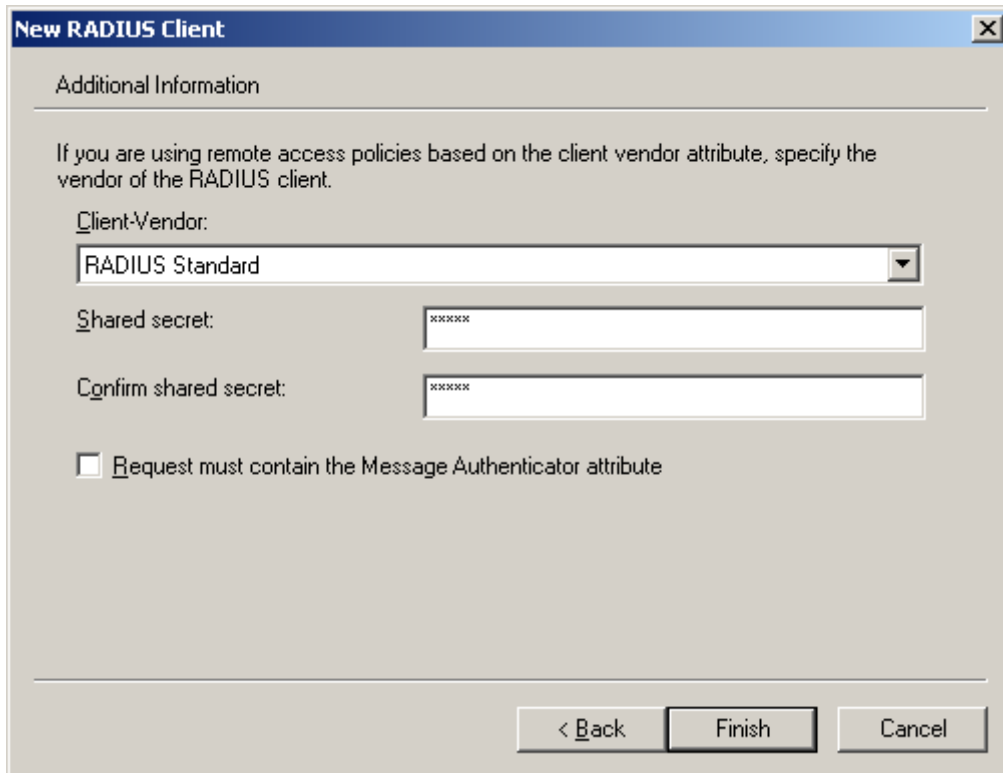 New RADIUS Client
Additional Information
If you are using remote access policies based on the client vendor attribute, specify the
vendor of the RADIUS client.
Client-Vendor:
RADIUS Standard
Shared secret: *****
Confirm shared secret: *****
Request must contain the Message Authenticator attribute
< Back Finish Cancel